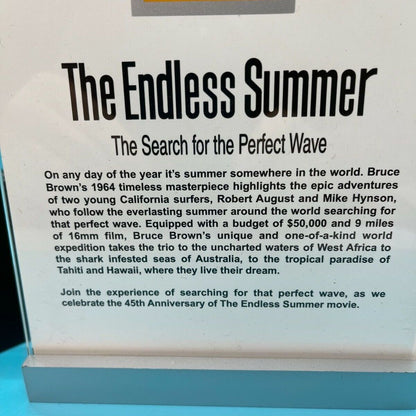 The Endless Summer
The Search for the Perfect Wave
On any day of the year it's summer somewhere in the world. Bruce
Brown's 1964 timeless masterpiece highlights the epic adventures
of two young California surfers, Robert August and Mike Hynson,
who follow the everlasting summer around the world searching for
that perfect wave. Equipped with a budget of $50,000 and 9 miles
of 16mm film, Bruce Brown's unique and one-of-a-kind world
expedition takes the trio to the uncharted waters of West Africa to
the shark infested seas of Australia, to the tropical paradise of
Tahiti and Hawaii, where they live their dream.
Join the experience of searching for that perfect wave, as we
celebrate the 45th Anniversary of The Endless Summer movie.